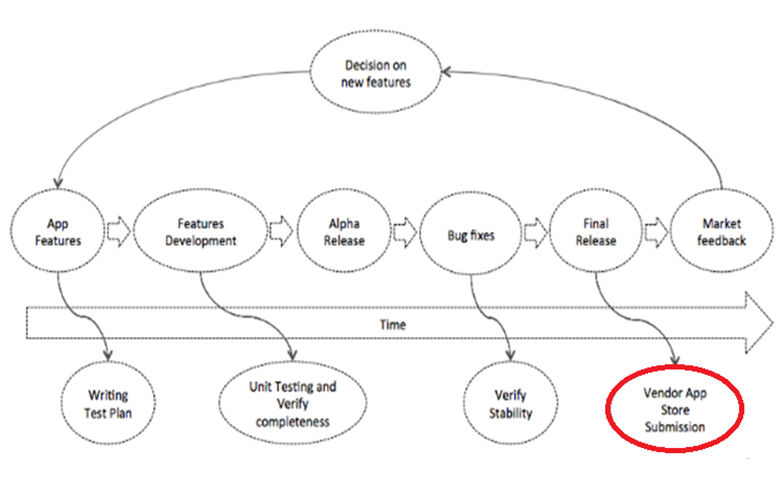 Decision on
new features
App
Features
Features
Development
Alpha
Release
Bug fixes
Final
Release
Market
feedback
Time
Writing
Test Plan
Unit Testing and
Verify
completeness
Verify
Stability
Vendor App
Store
Submission